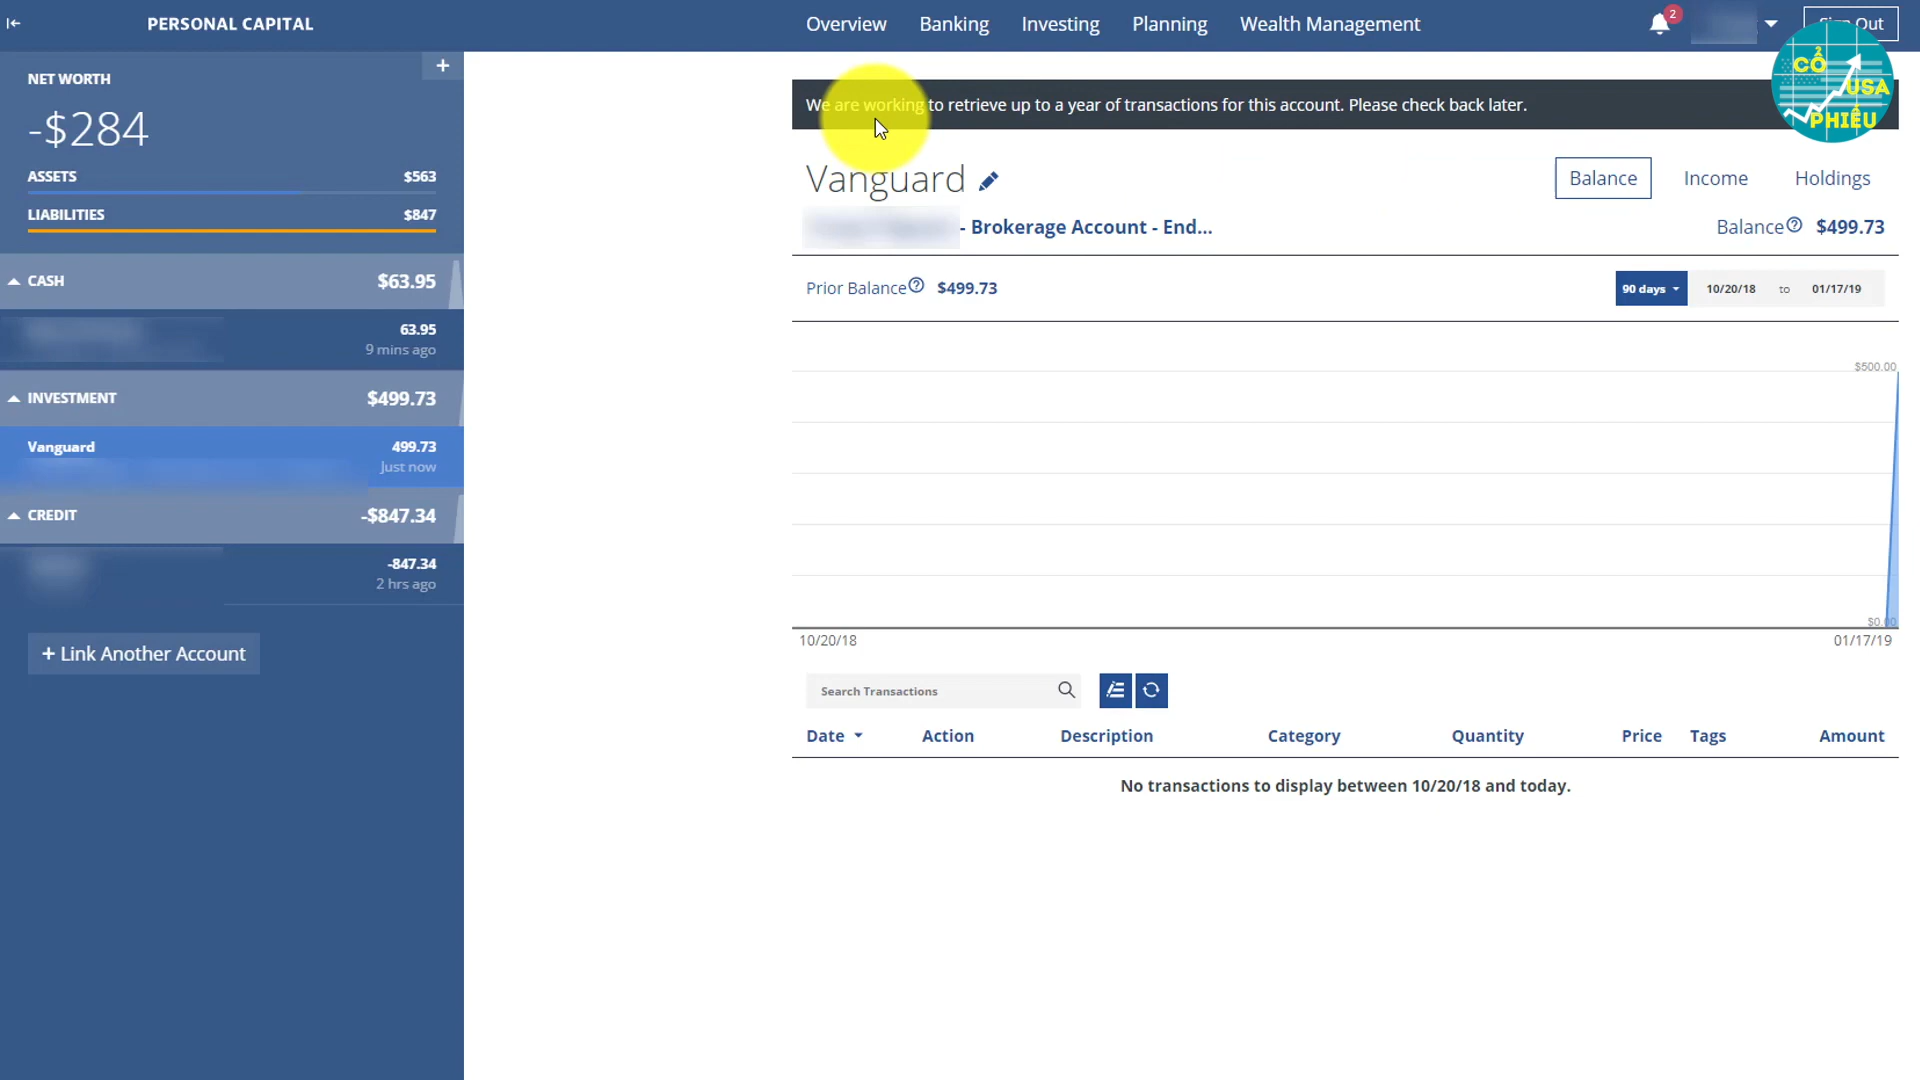 PERSONAL CAPITAL
Overview Banking Investing Planning Wealth Management
2
Sign Out
CỔ
USA
PHIẾU
+
NET WORTH
-$284
ASSETS $563
LIABILITIES $847
CASH $63.95
63.95
9 mins ago
INVESTMENT $499.73
Vanguard 499.73
Just now
CREDIT -$847.34
-847.34
2 hrs ago
+ Link Another Account
We are working to retrieve up to a year of transactions for this account. Please check back later.
Vanguard
Balance Income Holdings
- Brokerage Account - End...
Balance? $499.73
Prior Balance? $499.73
90 days 10/20/18 to 01/17/19
$500.00
10/20/18 01/17/19
Search Transactions
Date Action Description Category Quantity Price Tags Amount
No transactions to display between 10/20/18 and today.